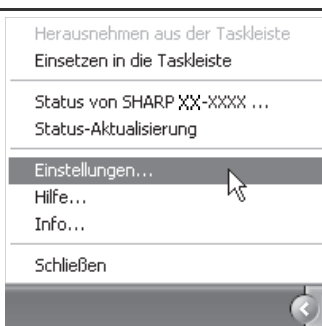 Herausnehmen aus der Taskleiste
Einsetzen in die Taskleiste
Status von SHARP XX-XXXX ...
Status-Aktualisierung
Einstellungen...
Hilfe...
Info...
Schließen